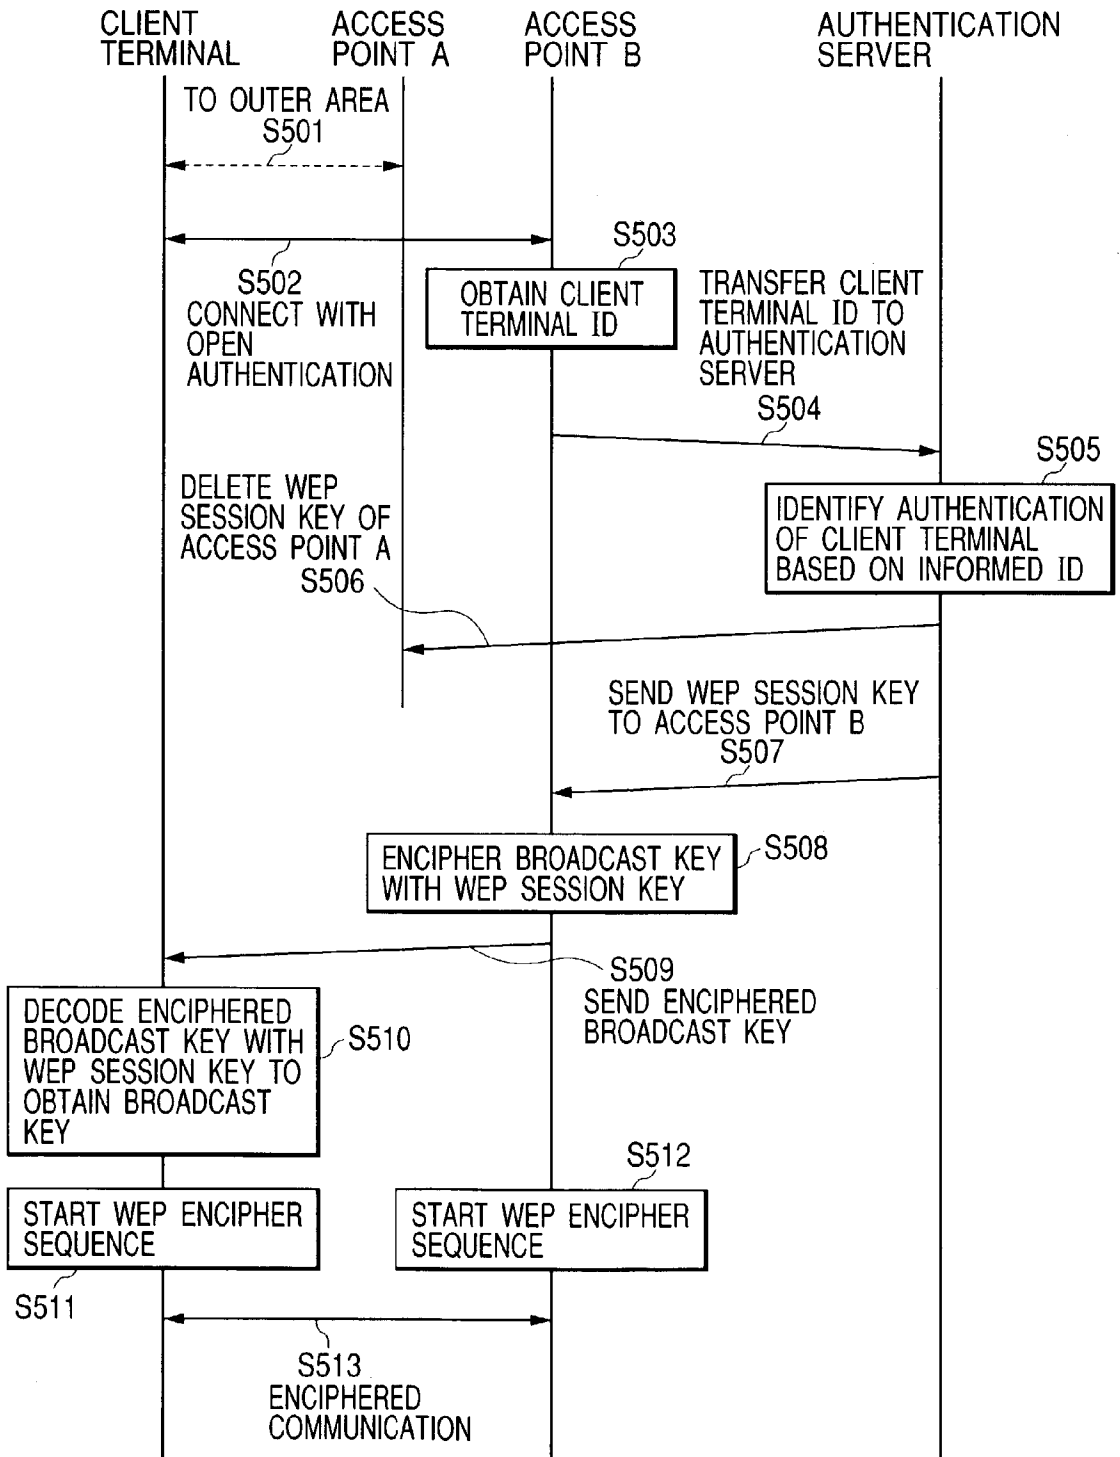 CLIENT
TERMINAL
ACCESS
POINT A
ACCESS
POINT B
AUTHENTICATION
SERVER
TO OUTER AREA
S501
S502
CONNECT WITH
OPEN
AUTHENTICATION
S503
OBTAIN CLIENT
TERMINAL ID
TRANSFER CLIENT
TERMINAL ID TO
AUTHENTICATION
SERVER
S504
S505
IDENTIFY AUTHENTICATION
OF CLIENT TERMINAL
BASED ON INFORMED ID
DELETE WEP
SESSION KEY OF
ACCESS POINT A
S506
SEND WEP SESSION KEY
TO ACCESS POINT B
S507
ENCIPHER BROADCAST KEY
WITH WEP SESSION KEY
S508
S509
SEND ENCIPHERED
BROADCAST KEY
DECODE ENCIPHERED
BROADCAST KEY WITH
WEP SESSION KEY TO
OBTAIN BROADCAST
KEY
S510
S512
START WEP ENCIPHER
SEQUENCE
START WEP ENCIPHER
SEQUENCE
S511
S513
ENCIPHERED
COMMUNICATION